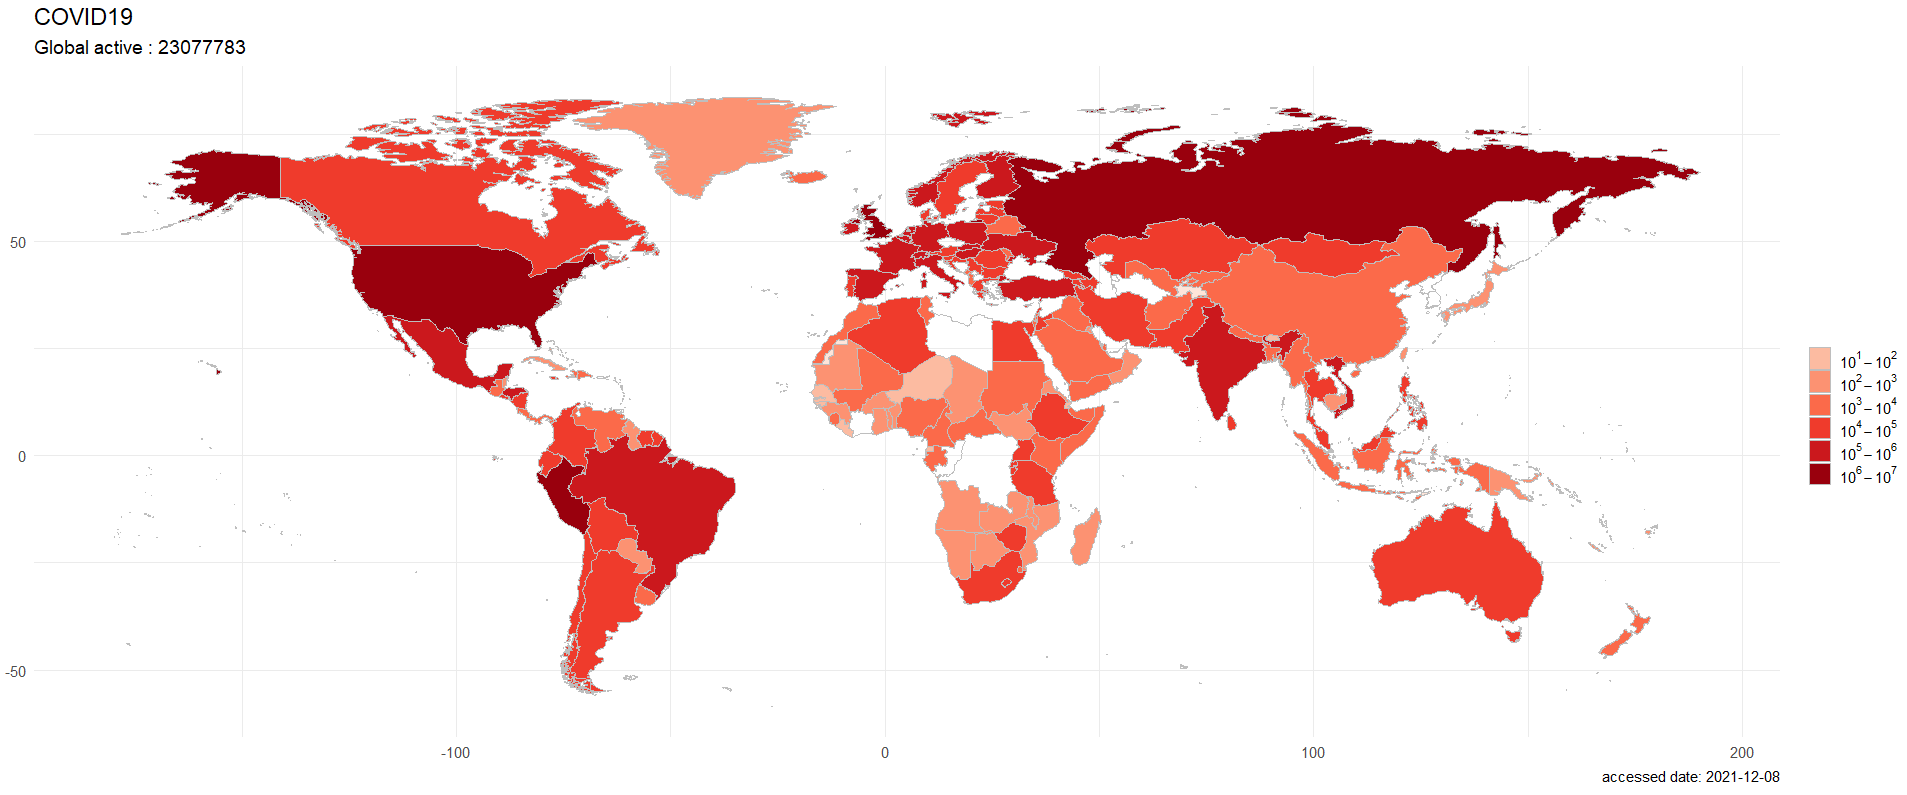 COVID19
Global active : 23077783
50
0
-50
-100
0
100
200
10¹ – 10²
10² – 10³
10³ – 10⁴
10⁴ – 10⁵
10⁵ – 10⁶
10⁶ – 10⁷
accessed date: 2021-12-08